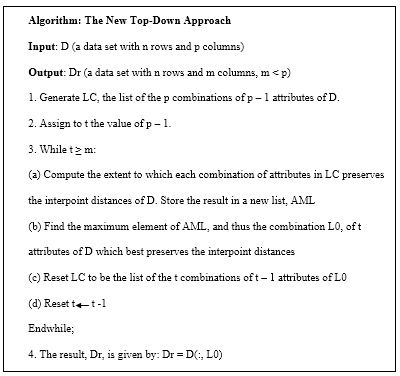 Algorithm: The New Top-Down Approach
Input: D (a data set with n rows and p columns)
Output: Dr (a data set with n rows and m columns, m < p)
1. Generate LC, the list of the p combinations of p – 1 attributes of D.
2. Assign to t the value of p – 1.
3. While t ≥ m:
(a) Compute the extent to which each combination of attributes in LC preserves
the interpoint distances of D. Store the result in a new list, AML
(b) Find the maximum element of AML, and thus the combination L0, of t
attributes of D which best preserves the interpoint distances
(c) Reset LC to be the list of the t combinations of t – 1 attributes of L0
(d) Reset t ← t -1
Endwhile;
4. The result, Dr, is given by: Dr = D(:, L0)